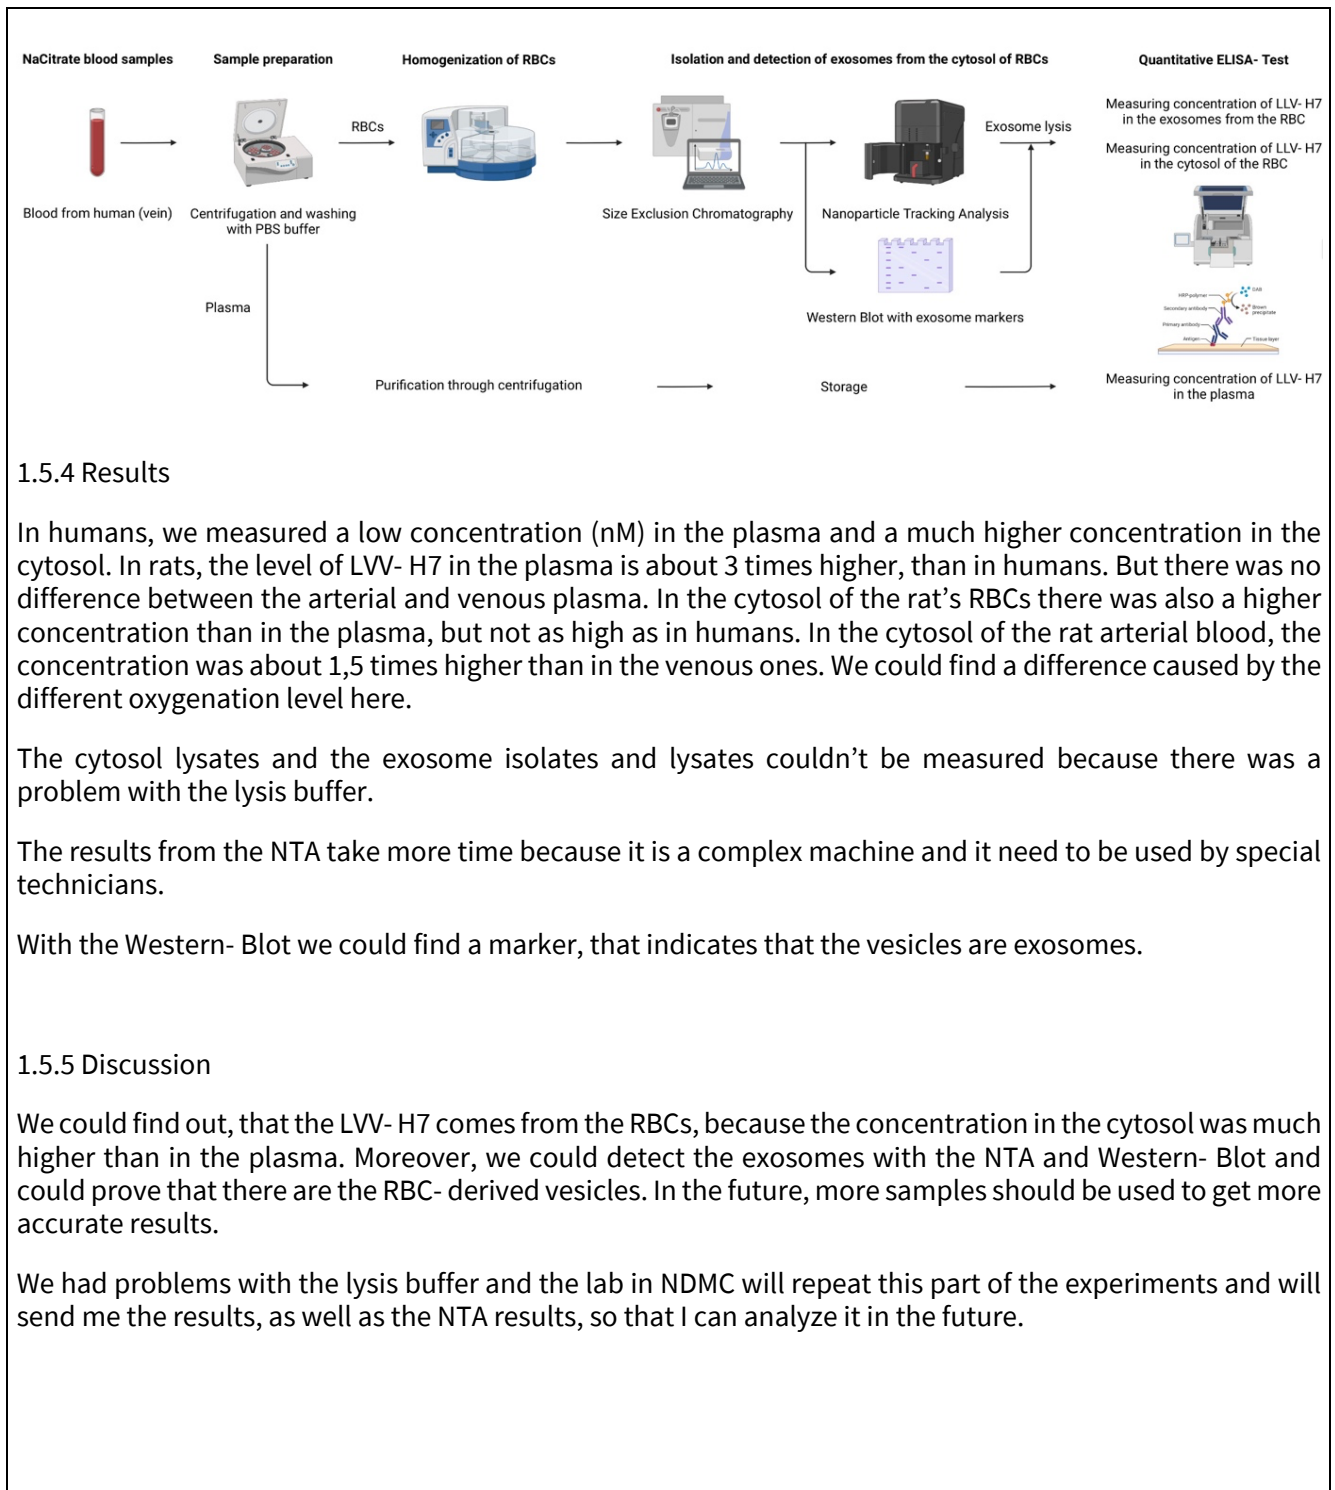 NaCitrate blood samples
Sample preparation
Homogenization of RBCs
Isolation and detection of exosomes from the cytosol of RBCs
Quantitative ELISA- Test
RBCs
Exosome lysis
Measuring concentration of LLV- H7
in the exosomes from the RBC
Measuring concentration of LLV- H7
in the cytosol of the RBC
Blood from human (vein)
Centrifugation and washing
with PBS buffer
Size Exclusion Chromatography
Nanoparticle Tracking Analysis
Plasma
Western Blot with exosome markers
HRP-polymer
DAB
Secondary antibody
Brown
precipitate
Primary antibody
Antigen
Tissue layer
Purification through centrifugation
Storage
Measuring concentration of LLV- H7
in the plasma
1.5.4 Results
In humans, we measured a low concentration (nM) in the plasma and a much higher concentration in the
cytosol. In rats, the level of LVV- H7 in the plasma is about 3 times higher, than in humans. But there was no
difference between the arterial and venous plasma. In the cytosol of the rat's RBCs there was also a higher
concentration than in the plasma, but not as high as in humans. In the cytosol of the rat arterial blood, the
concentration was about 1,5 times higher than in the venous ones. We could find a difference caused by the
different oxygenation level here.
The cytosol lysates and the exosome isolates and lysates couldn't be measured because there was a
problem with the lysis buffer.
The results from the NTA take more time because it is a complex machine and it need to be used by special
technicians.
With the Western- Blot we could find a marker, that indicates that the vesicles are exosomes.
1.5.5 Discussion
We could find out, that the LVV- H7 comes from the RBCs, because the concentration in the cytosol was much
higher than in the plasma. Moreover, we could detect the exosomes with the NTA and Western- Blot and
could prove that there are the RBC- derived vesicles. In the future, more samples should be used to get more
accurate results.
We had problems with the lysis buffer and the lab in NDMC will repeat this part of the experiments and will
send me the results, as well as the NTA results, so that I can analyze it in the future.